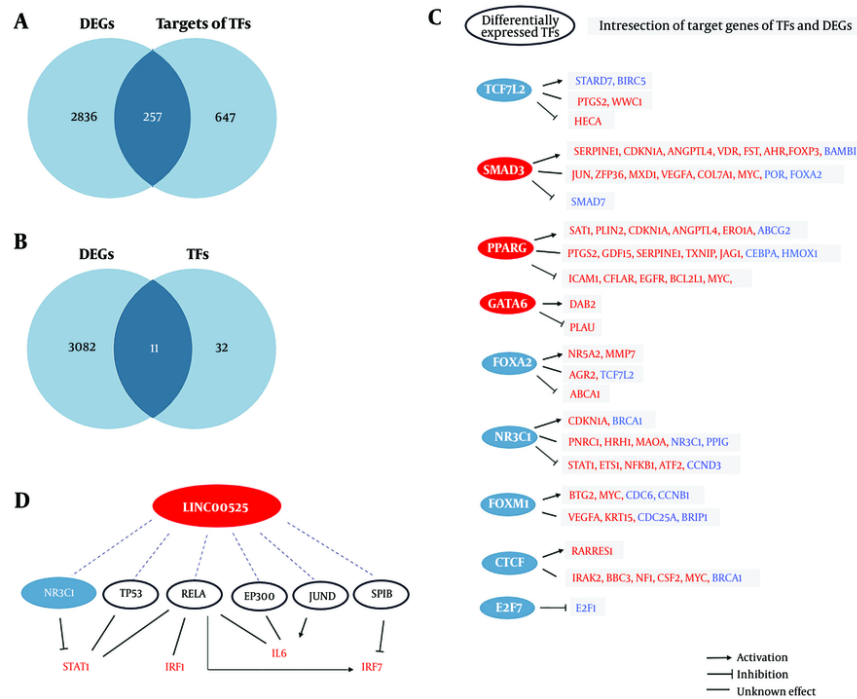 A
DEGs Targets of TFs
2836 257 647
B
DEGs TFs
3082 11 32
C
Differentially
expressed TFs
Intresection of target genes of TFs and DEGs
TCF7L2
STARD7, BIRC5
PTGS2, WWC1
HECA
SMAD3
SERPINE1, CDKN1A, ANGPTL4, VDR, FST, AHR,FOXP3, BAMBI
JUN, ZFP36, MXD1, VEGFA, COL7A1, MYC, POR, FOXA2
SMAD7
PPARG
SAT1, PLIN2, CDKN1A, ANGPTL4, ERO1A, ABCG2
PTGS2, GDF15, SERPINE1, TXNIP, JAG1, CEBPA, HMOX1
ICAM1, CFLAR, EGFR, BCL2L1, MYC,
GATA6
DAB2
PLAU
FOXA2
NR5A2, MMP7
AGR2, TCF7L2
ABCA1
NR3C1
CDKN1A, BRCA1
PNRC1, HRH1, MAOA, NR3C1, PPIG
STAT1, ETS1, NFKB1, ATF2, CCND3
FOXM1
BTG2, MYC, CDC6, CCNB1
VEGFA, KRT15, CDC25A, BRIP1
CTCF
RARRES1
IRAK2, BBC3, NF1, CSF2, MYC, BRCA1
E2F7
E2F1
Activation
Inhibition
Unknown effect
D
LINC00525
NR3C1 TP53 RELA EP300 JUND SPIB
STAT1 IRF1 IL6 IRF7